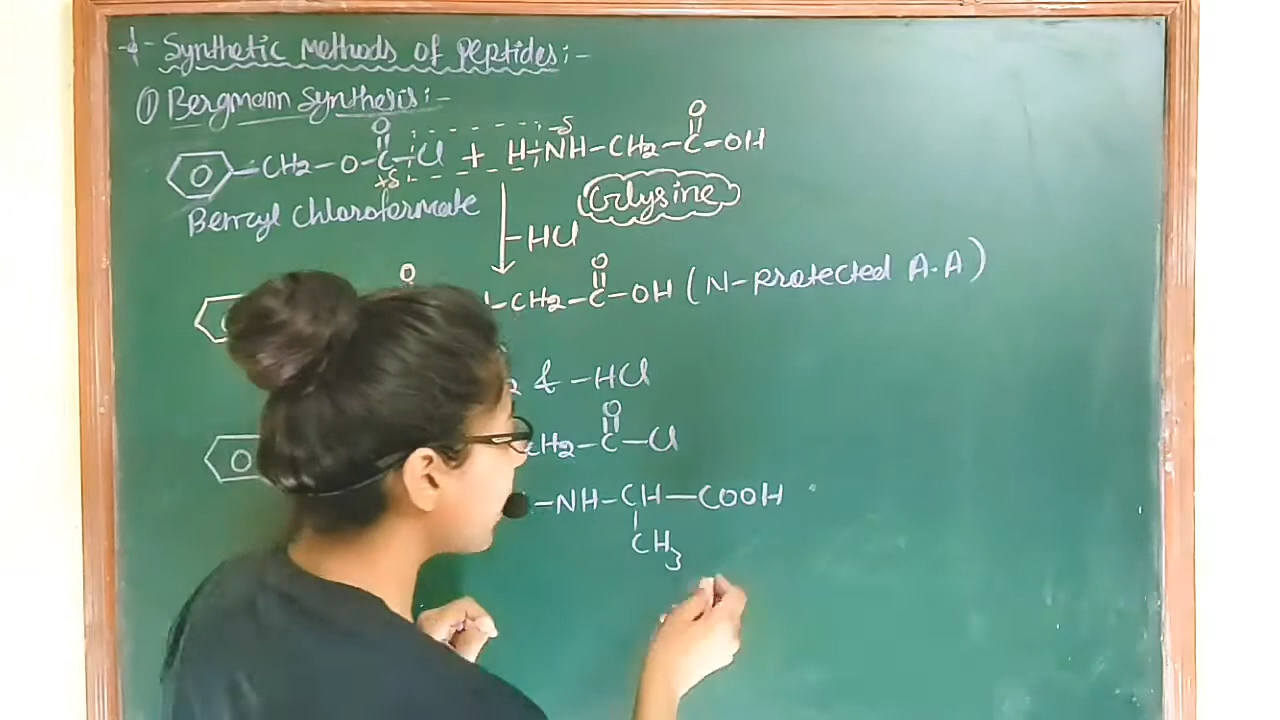 Synthetic Methods of Peptides:-
① Bergmann Synthesis:-
O O
CH2-O-C-Cl + H-NH-CH2-C-OH
-δ
+δ
Benzyl Chloroformate
Glysine
-HCl
O O
-CH2-C-OH (N-Protected A.A)
2 & -HCl
O
CH2-C-Cl
-NH-CH-COOH
CH3